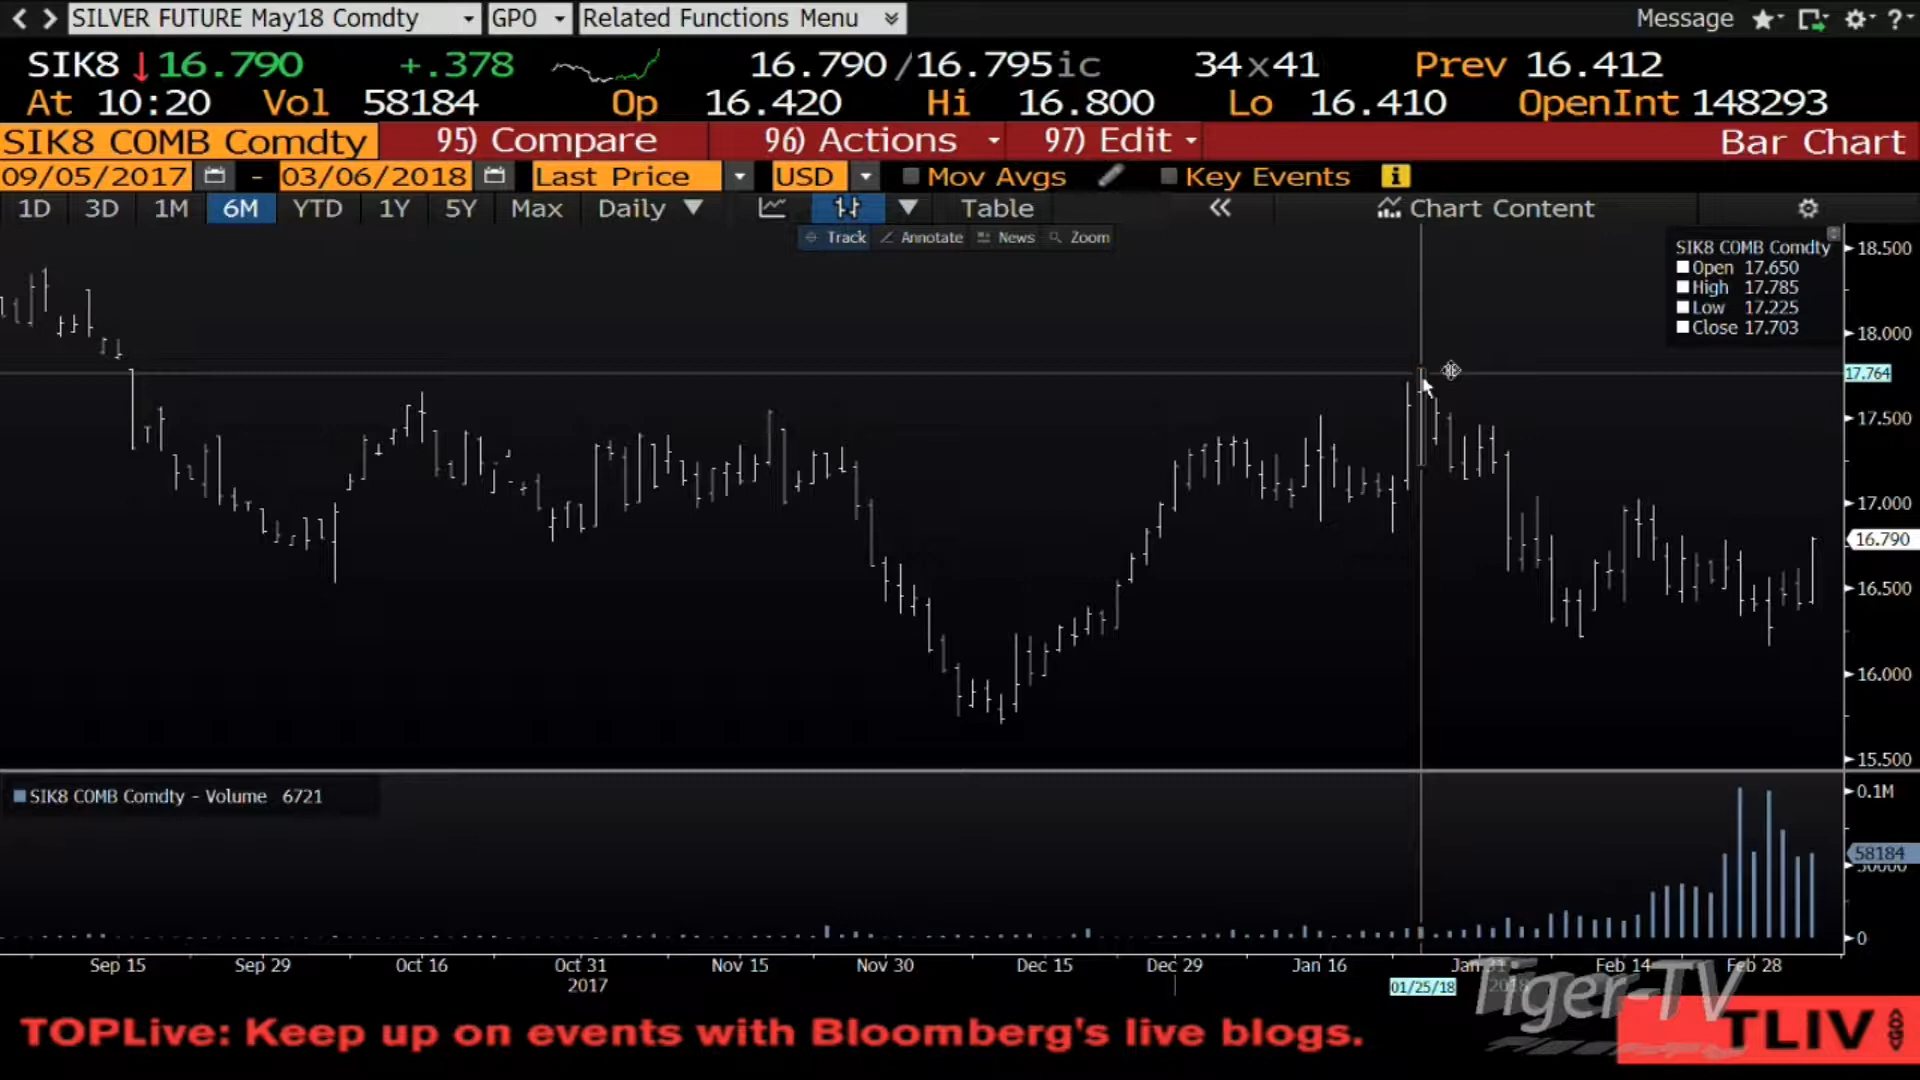 SILVER FUTURE May18 Comdty GPO Related Functions Menu Message ?
SIK8 16.790 +.378 16.790/16.795ic 34x41 Prev 16.412
At 10:20 Vol 58184 Op 16.420 Hi 16.800 Lo 16.410 OpenInt 148293
SIK8 COMB Comdty 95) Compare 96) Actions 97) Edit Bar Chart
09/05/2017 - 03/06/2018 Last Price USD Mov Avgs Key Events i
1D 3D 1M 6M YTD 1Y 5Y Max Daily Table Chart Content
Track Annotate News Zoom
SIK8 COMB Comdty
Open 17.650
High 17.785
Low 17.225
Close 17.703
18.500
18.000
17.764
17.500
17.000
16.790
16.500
16.000
15.500
SIK8 COMB Comdty - Volume 6721
0.1M
58184
50000
0
Sep 15 Sep 29 Oct 16 Oct 31 Nov 15 Nov 30 Dec 15 Dec 29 Jan 16 Jan 31 Feb 14 Feb 28
2017 01/25/18 2018
Tiger-TV
TOPLive: Keep up on events with Bloomberg's live blogs. TLIV